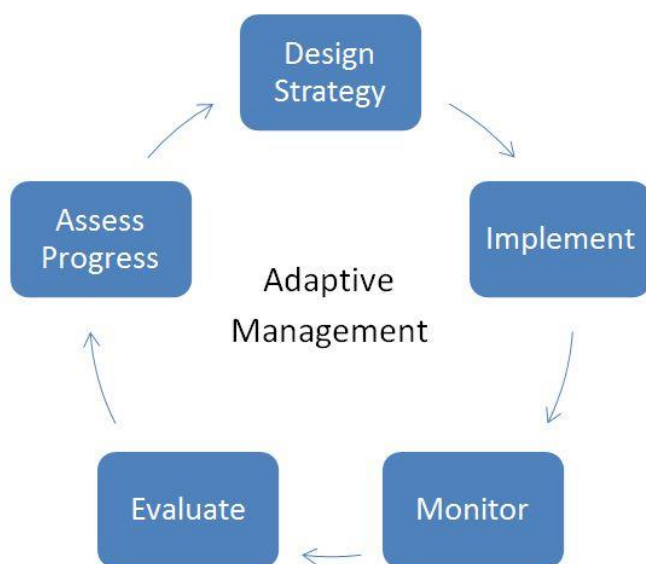 Design
Strategy
Implement
Monitor
Evaluate
Assess
Progress
Adaptive
Management